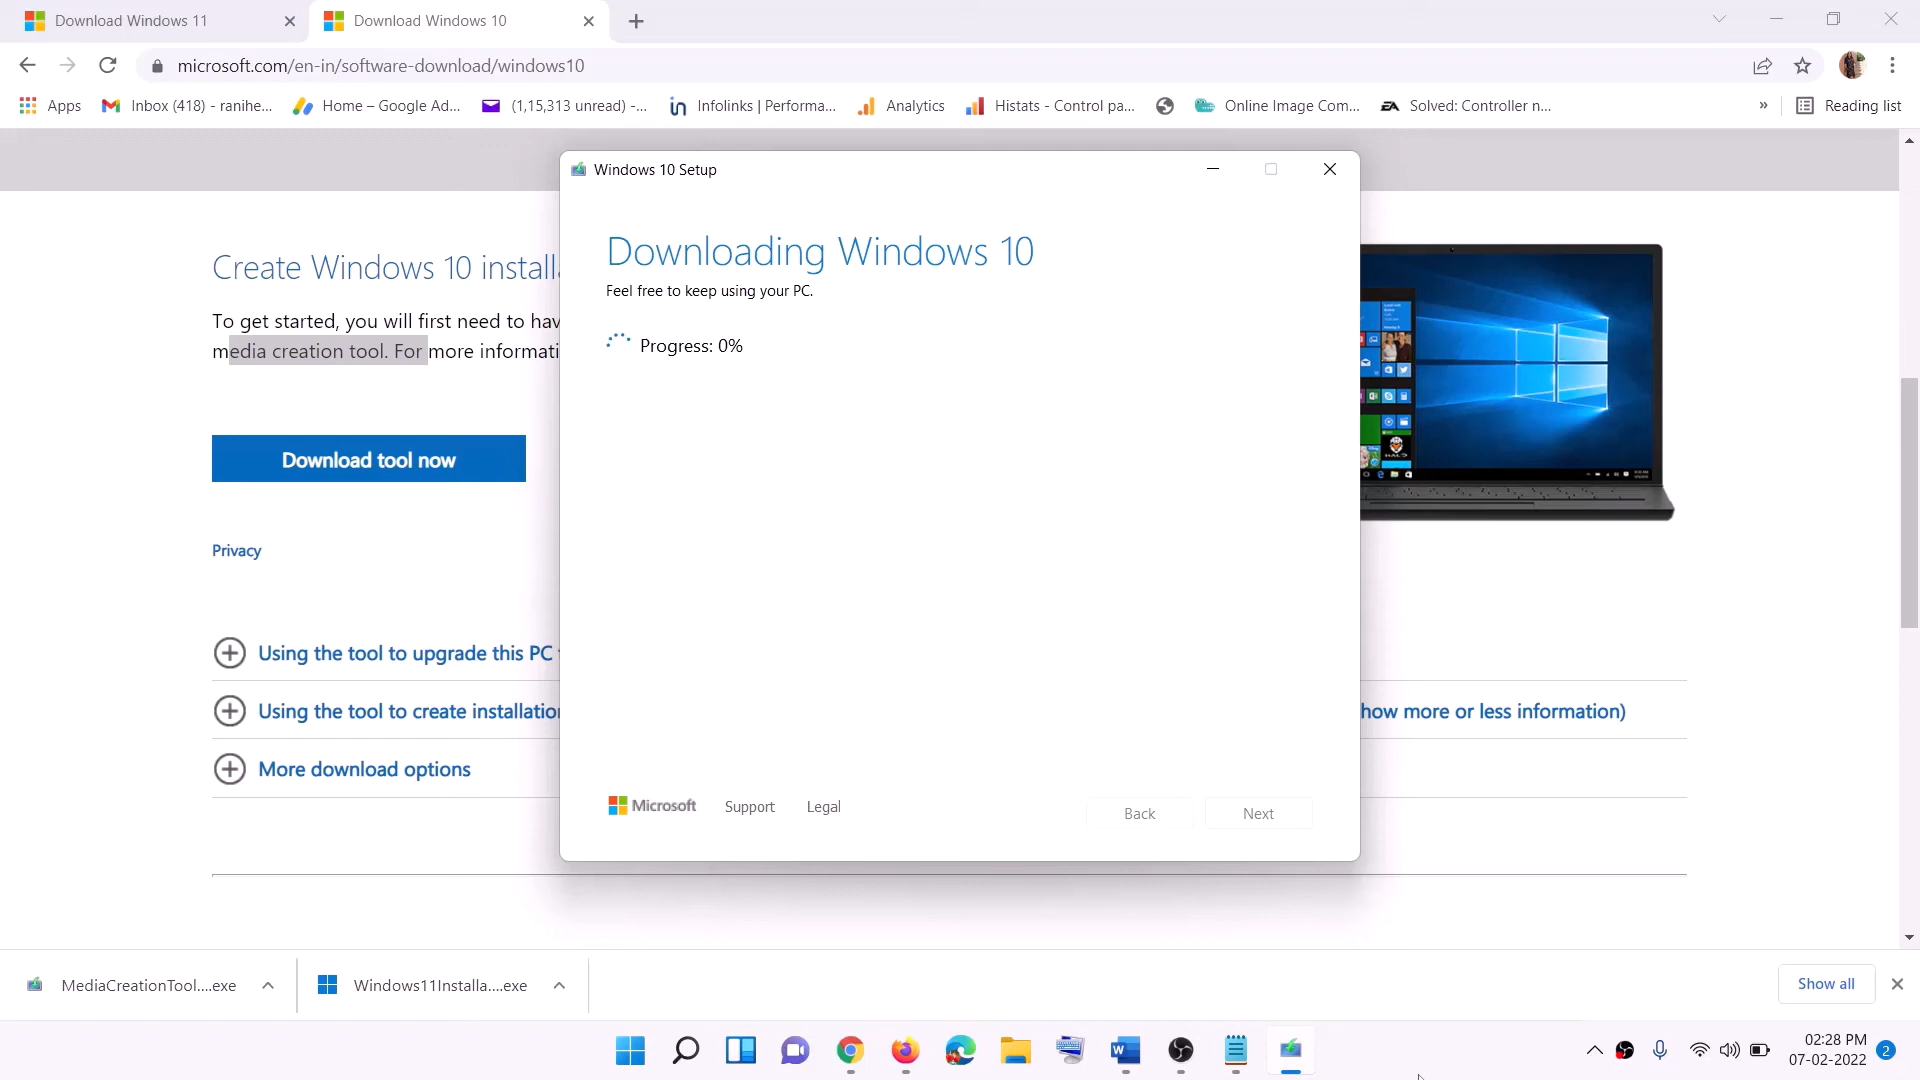 Download Windows 11
Download Windows 10
microsoft.com/en-in/software-download/windows10
Apps
Inbox (418) - ranihe...
Home – Google Ad...
(1,15,313 unread) -...
Infolinks | Performa...
Analytics
Histats - Control pa...
Online Image Com...
Solved: Controller n...
»
Reading list
Windows 10 Setup
Create Windows 10 install
To get started, you will first need to hav
media creation tool. For more informati
Download tool now
Privacy
Using the tool to upgrade this PC
Using the tool to create installation
how more or less information)
More download options
Downloading Windows 10
Feel free to keep using your PC.
Progress: 0%
Microsoft
Support
Legal
Back
Next
MediaCreationTool....exe
Windows11Installa....exe
Show all
02:28 PM
07-02-2022
2